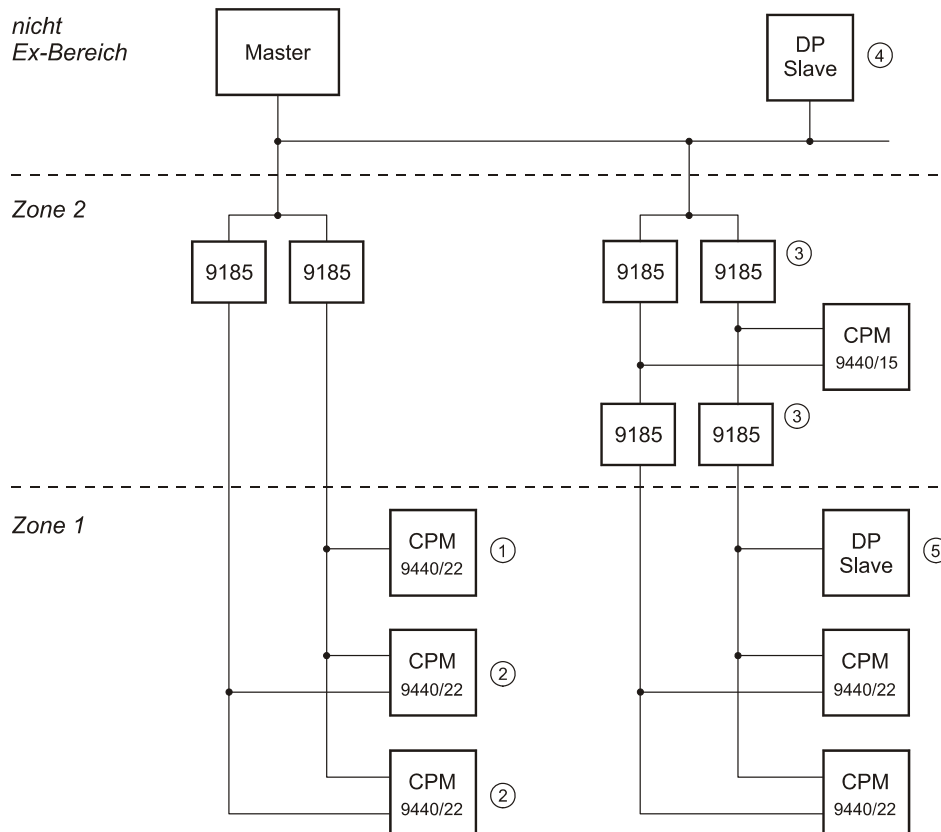 nicht
Ex-Bereich
Master
DP
Slave
④
Zone 2
9185
9185
9185
9185
③
CPM
9440/15
9185
9185
③
Zone 1
CPM
9440/22
①
DP
Slave
⑤
CPM
9440/22
②
CPM
9440/22
CPM
9440/22
②
CPM
9440/22